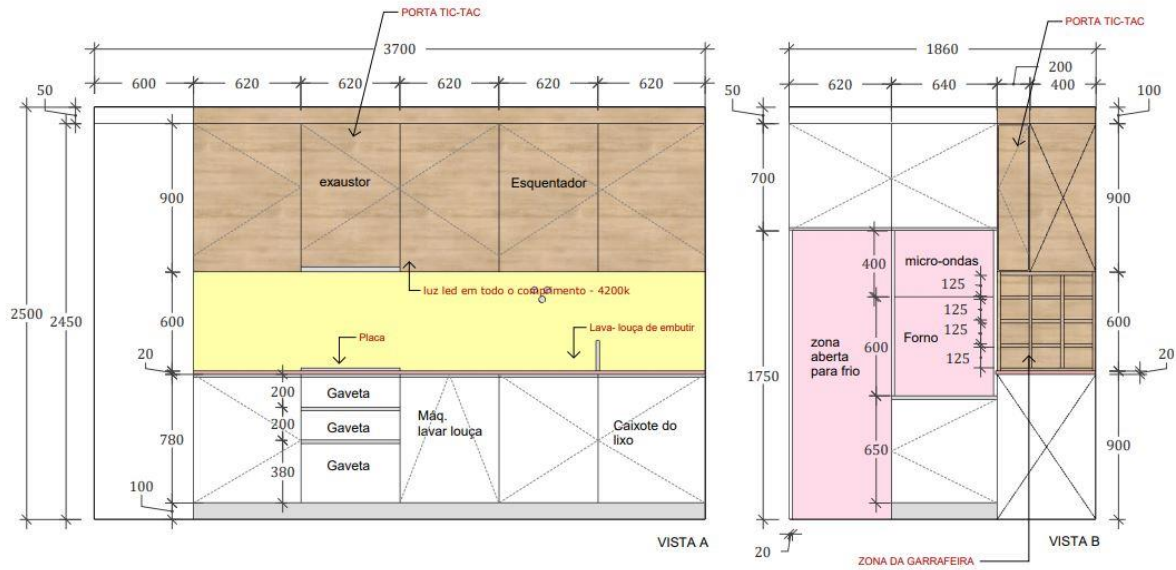 PORTA TIC-TAC
3700
600 620 620 620 620 620
50
900
exaustor
Esquentador
luz led em todo o comprimento - 4200k
2500
2450
600
Placa
Lava- louça de embutir
20
200
Gaveta
200
Gaveta
780
380
Gaveta
Maq.
lavar louça
Caixote do
lixo
100
VISTA A
PORTA TIC-TAC
1860
620 640 200 400
50
100
700
900
400
micro-ondas
125
125
125
125
600
Forno
600
zona
aberta
para frio
20
1750
650
900
20
VISTA B
ZONA DA GARRAFEIRA